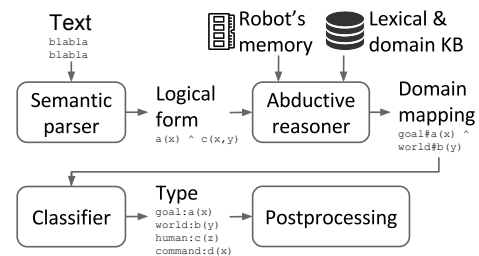 Text
blabla
blabla
Robot's
memory
Lexical &
domain KB
Semantic
parser
Logical
form
a(x) ^ c(x,y)
Abductive
reasoner
Domain
mapping
goal#a(x) ^
world#b(y)
Classifier
Type
goal:a(x)
world:b(y)
human:c(z)
command:d(x)
Postprocessing